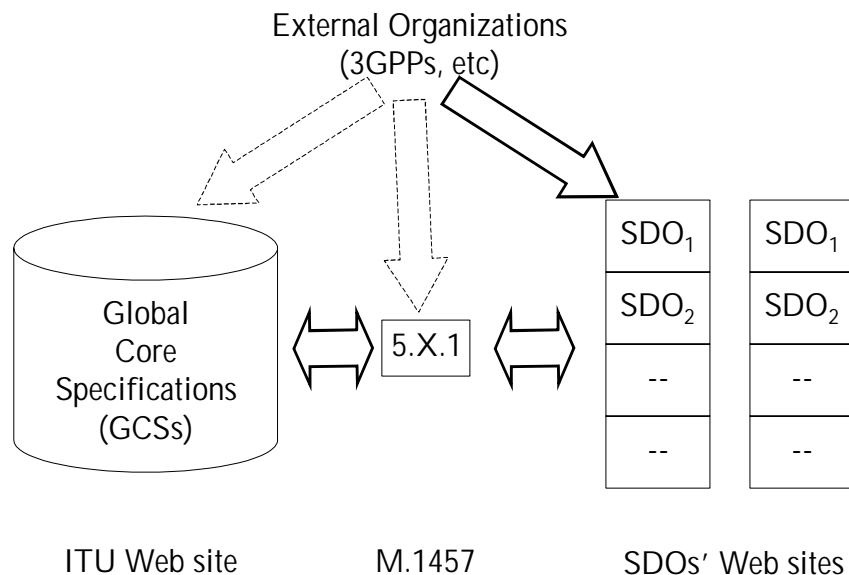 External Organizations
(3GPPs, etc)
SDO₁ SDO₁
SDO₂ SDO₂
-- --
-- --
Global
Core
Specifications
(GCSs)
5.X.1
ITU Web site M.1457 SDOs' Web sites